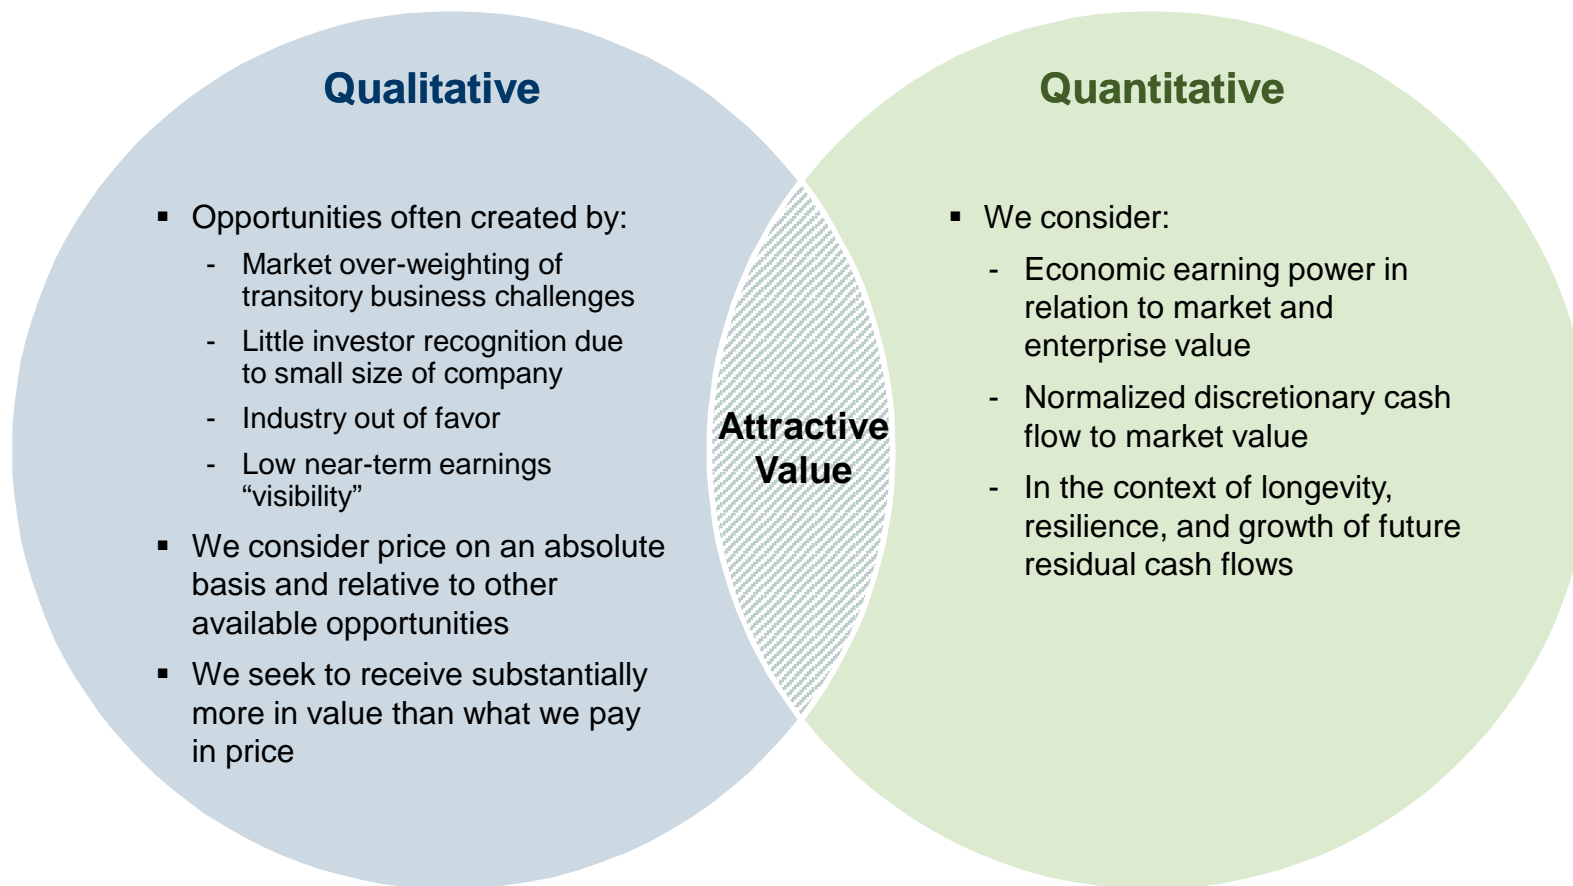 Qualitative
▪ Opportunities often created by:
- Market over-weighting of
transitory business challenges
- Little investor recognition due
to small size of company
- Industry out of favor
- Low near-term earnings
“visibility”
▪ We consider price on an absolute
basis and relative to other
available opportunities
▪ We seek to receive substantially
more in value than what we pay
in price
Attractive
Value
Quantitative
▪ We consider:
- Economic earning power in
relation to market and
enterprise value
- Normalized discretionary cash
flow to market value
- In the context of longevity,
resilience, and growth of future
residual cash flows